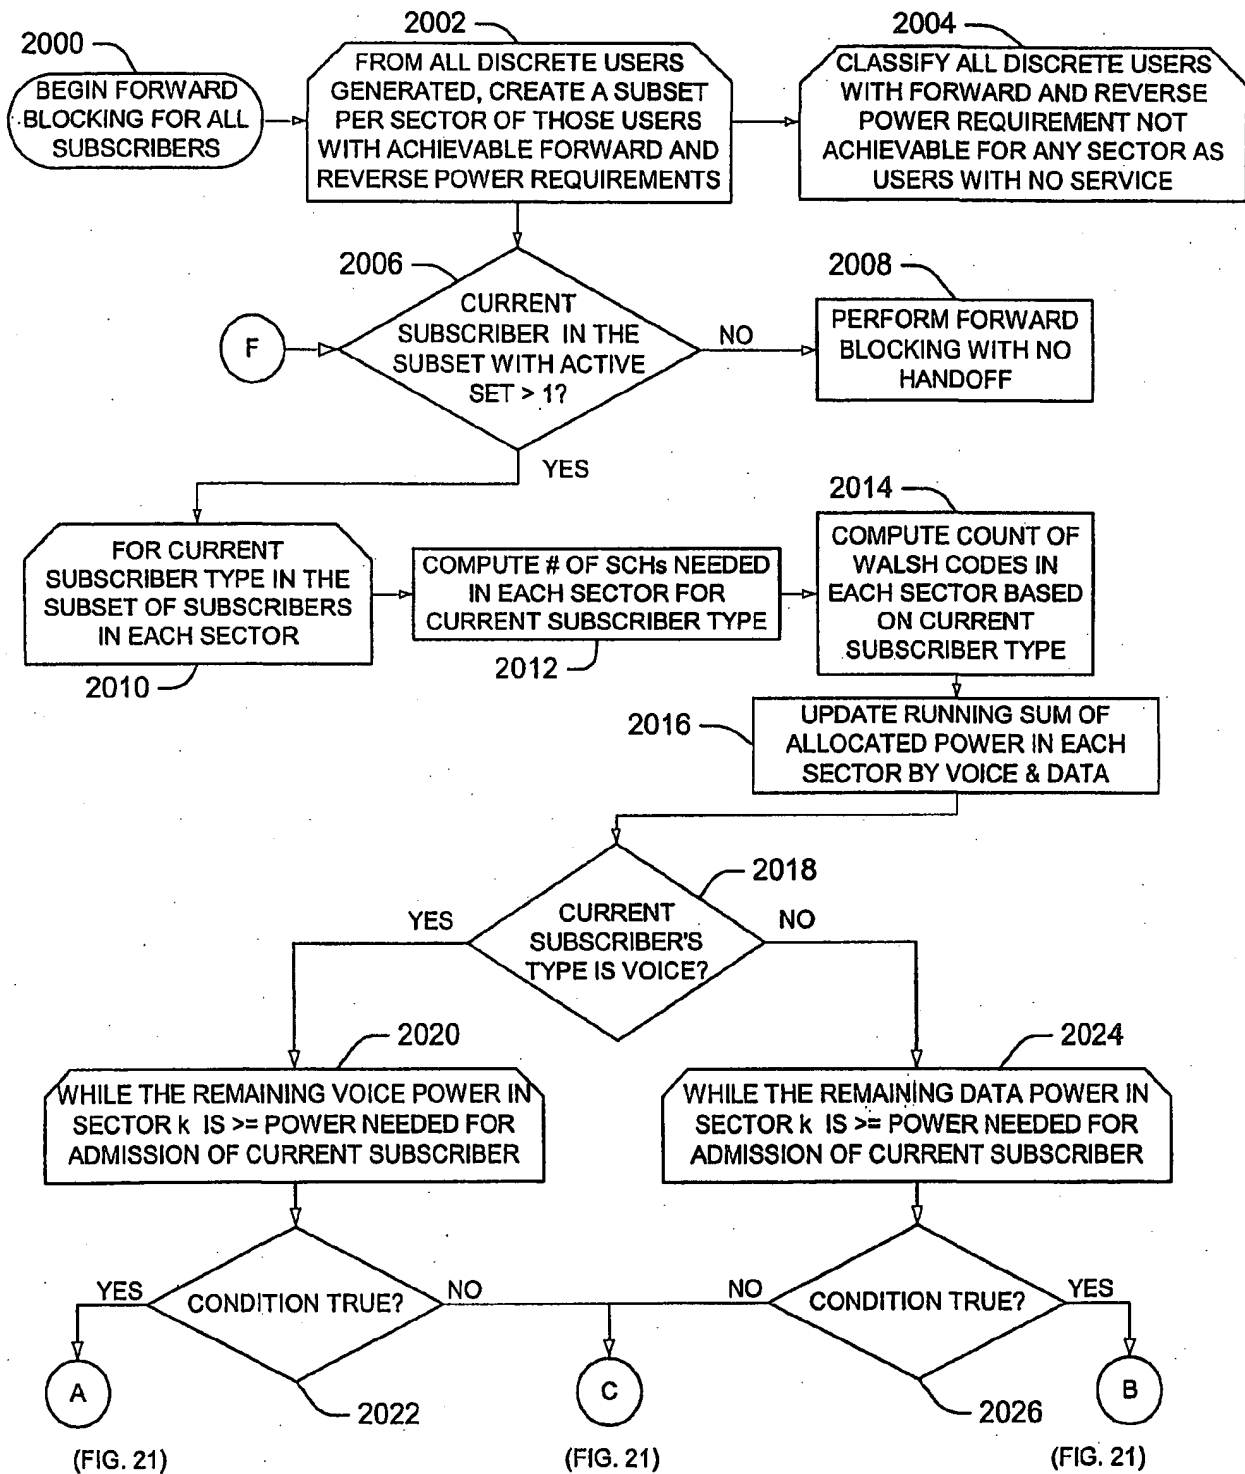 2000
BEGIN FORWARD
BLOCKING FOR ALL
SUBSCRIBERS
2002
FROM ALL DISCRETE USERS
GENERATED, CREATE A SUBSET
PER SECTOR OF THOSE USERS
WITH ACHIEVABLE FORWARD AND
REVERSE POWER REQUIREMENTS
2004
CLASSIFY ALL DISCRETE USERS
WITH FORWARD AND REVERSE
POWER REQUIREMENT NOT
ACHIEVABLE FOR ANY SECTOR AS
USERS WITH NO SERVICE
2006
F
CURRENT
SUBSCRIBER IN THE
SUBSET WITH ACTIVE
SET > 1?
NO
YES
2008
PERFORM FORWARD
BLOCKING WITH NO
HANDOFF
FOR CURRENT
SUBSCRIBER TYPE IN THE
SUBSET OF SUBSCRIBERS
IN EACH SECTOR
2010
COMPUTE # OF SCHs NEEDED
IN EACH SECTOR FOR
CURRENT SUBSCRIBER TYPE
2012
2014
COMPUTE COUNT OF
WALSH CODES IN
EACH SECTOR BASED
ON CURRENT
SUBSCRIBER TYPE
2016
UPDATE RUNNING SUM OF
ALLOCATED POWER IN EACH
SECTOR BY VOICE & DATA
2018
YES
CURRENT
SUBSCRIBER'S
TYPE IS VOICE?
NO
2020
WHILE THE REMAINING VOICE POWER IN
SECTOR k IS >= POWER NEEDED FOR
ADMISSION OF CURRENT SUBSCRIBER
2024
WHILE THE REMAINING DATA POWER IN
SECTOR k IS >= POWER NEEDED FOR
ADMISSION OF CURRENT SUBSCRIBER
YES
CONDITION TRUE?
NO
NO
CONDITION TRUE?
YES
A
2022
C
2026
B
(FIG. 21)
(FIG. 21)
(FIG. 21)